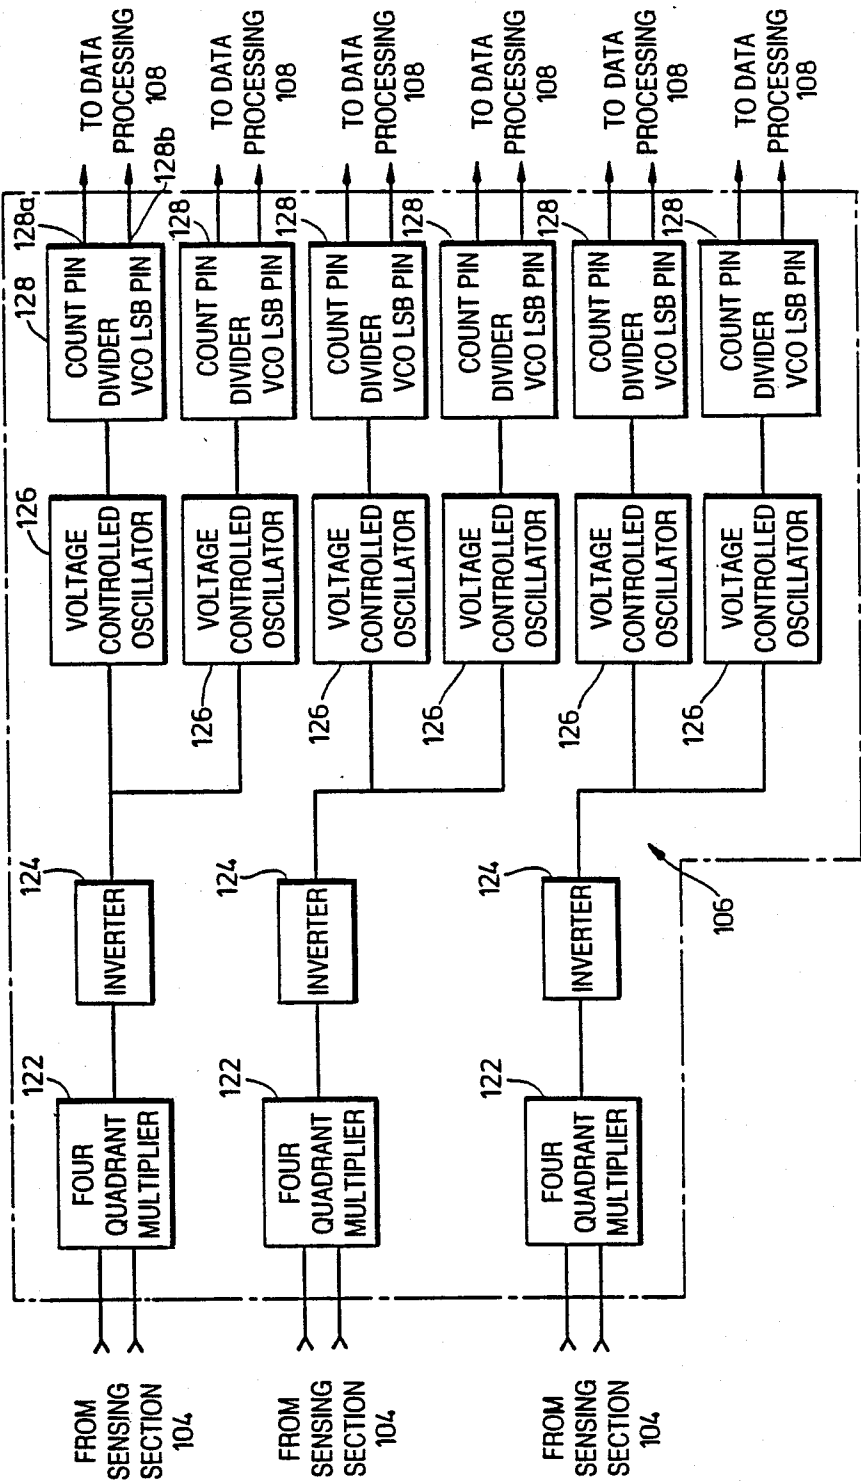 FROM
SENSING
SECTION
104
122
FOUR
QUADRANT
MULTIPLIER
124
INVERTER
126
VOLTAGE
CONTROLLED
OSCILLATOR
128
COUNT PIN
DIVIDER
VCO LSB PIN
128a
128b
TO DATA
PROCESSING
108
126
VOLTAGE
CONTROLLED
OSCILLATOR
128
COUNT PIN
DIVIDER
VCO LSB PIN
TO DATA
PROCESSING
108
FROM
SENSING
SECTION
104
122
FOUR
QUADRANT
MULTIPLIER
124
INVERTER
126
VOLTAGE
CONTROLLED
OSCILLATOR
128
COUNT PIN
DIVIDER
VCO LSB PIN
TO DATA
PROCESSING
108
126
VOLTAGE
CONTROLLED
OSCILLATOR
128
COUNT PIN
DIVIDER
VCO LSB PIN
TO DATA
PROCESSING
108
FROM
SENSING
SECTION
104
122
FOUR
QUADRANT
MULTIPLIER
124
INVERTER
126
VOLTAGE
CONTROLLED
OSCILLATOR
128
COUNT PIN
DIVIDER
VCO LSB PIN
TO DATA
PROCESSING
108
126
VOLTAGE
CONTROLLED
OSCILLATOR
128
COUNT PIN
DIVIDER
VCO LSB PIN
TO DATA
PROCESSING
108
106